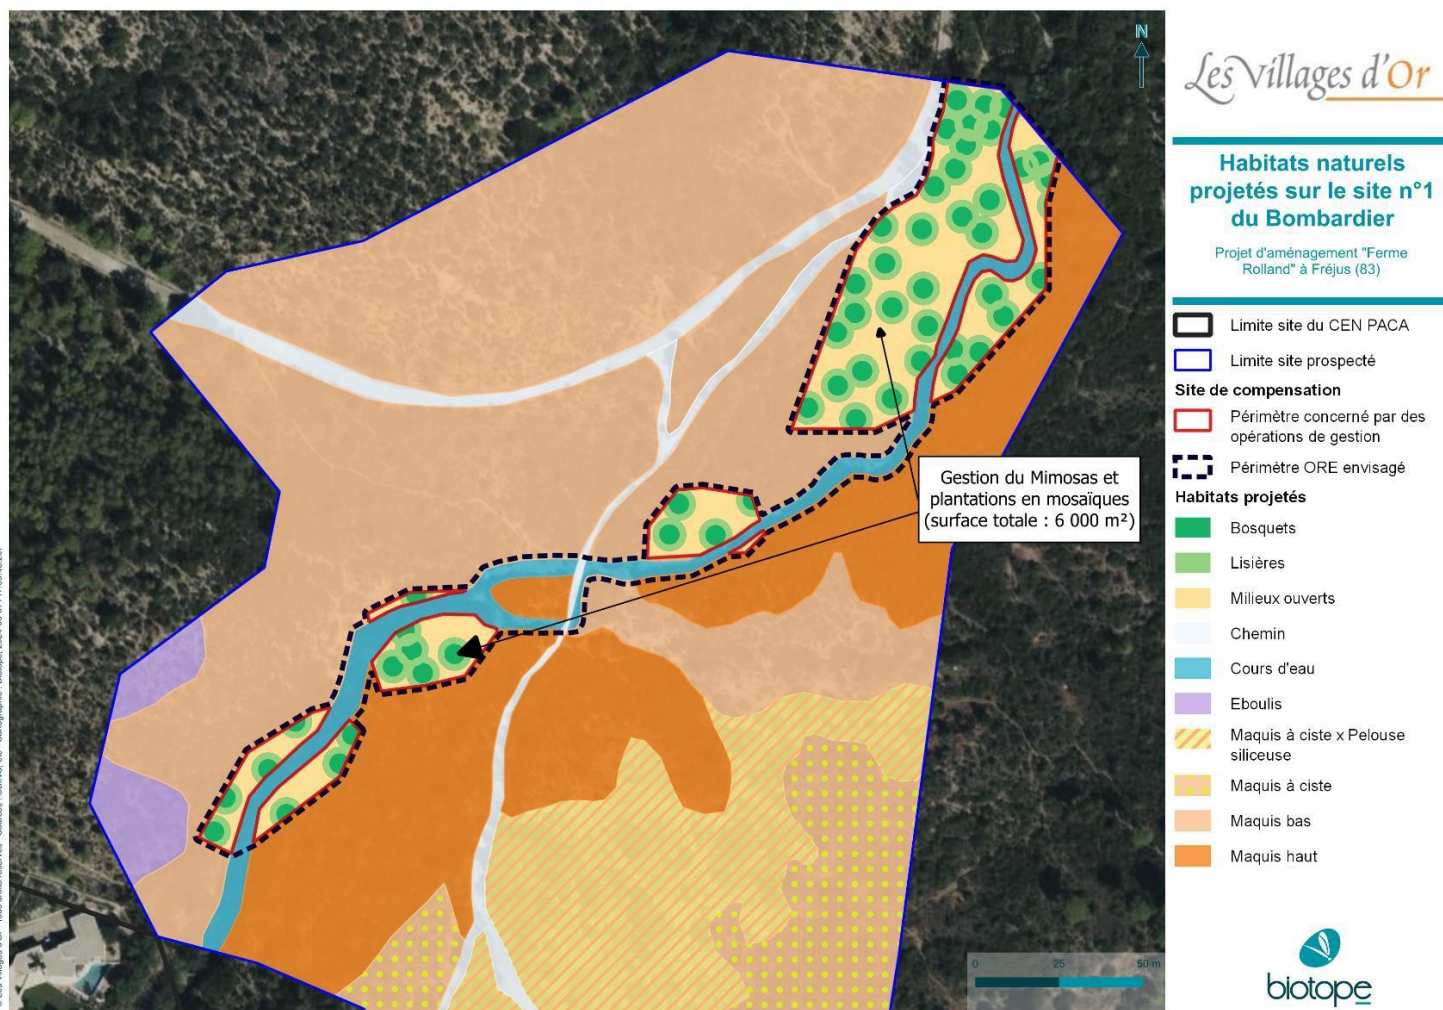 N
Gestion du Mimosas et
plantations en mosaïques
(surface totale : 6 000 m²)
0 25 50 m
Les Villages d'Or
Habitats naturels
projetés sur le site n°1
du Bombardier
Projet d'aménagement "Ferme
Rolland" à Fréjus (83)
Limite site du CEN PACA
Limite site prospecté
Site de compensation
Périmètre concerné par des
opérations de gestion
Périmètre ORE envisagé
Habitats projetés
Bosquets
Lisières
Milieux ouverts
Chemin
Cours d'eau
Eboulis
Maquis à ciste x Pelouse
siliceuse
Maquis à ciste
Maquis bas
Maquis haut
biotope